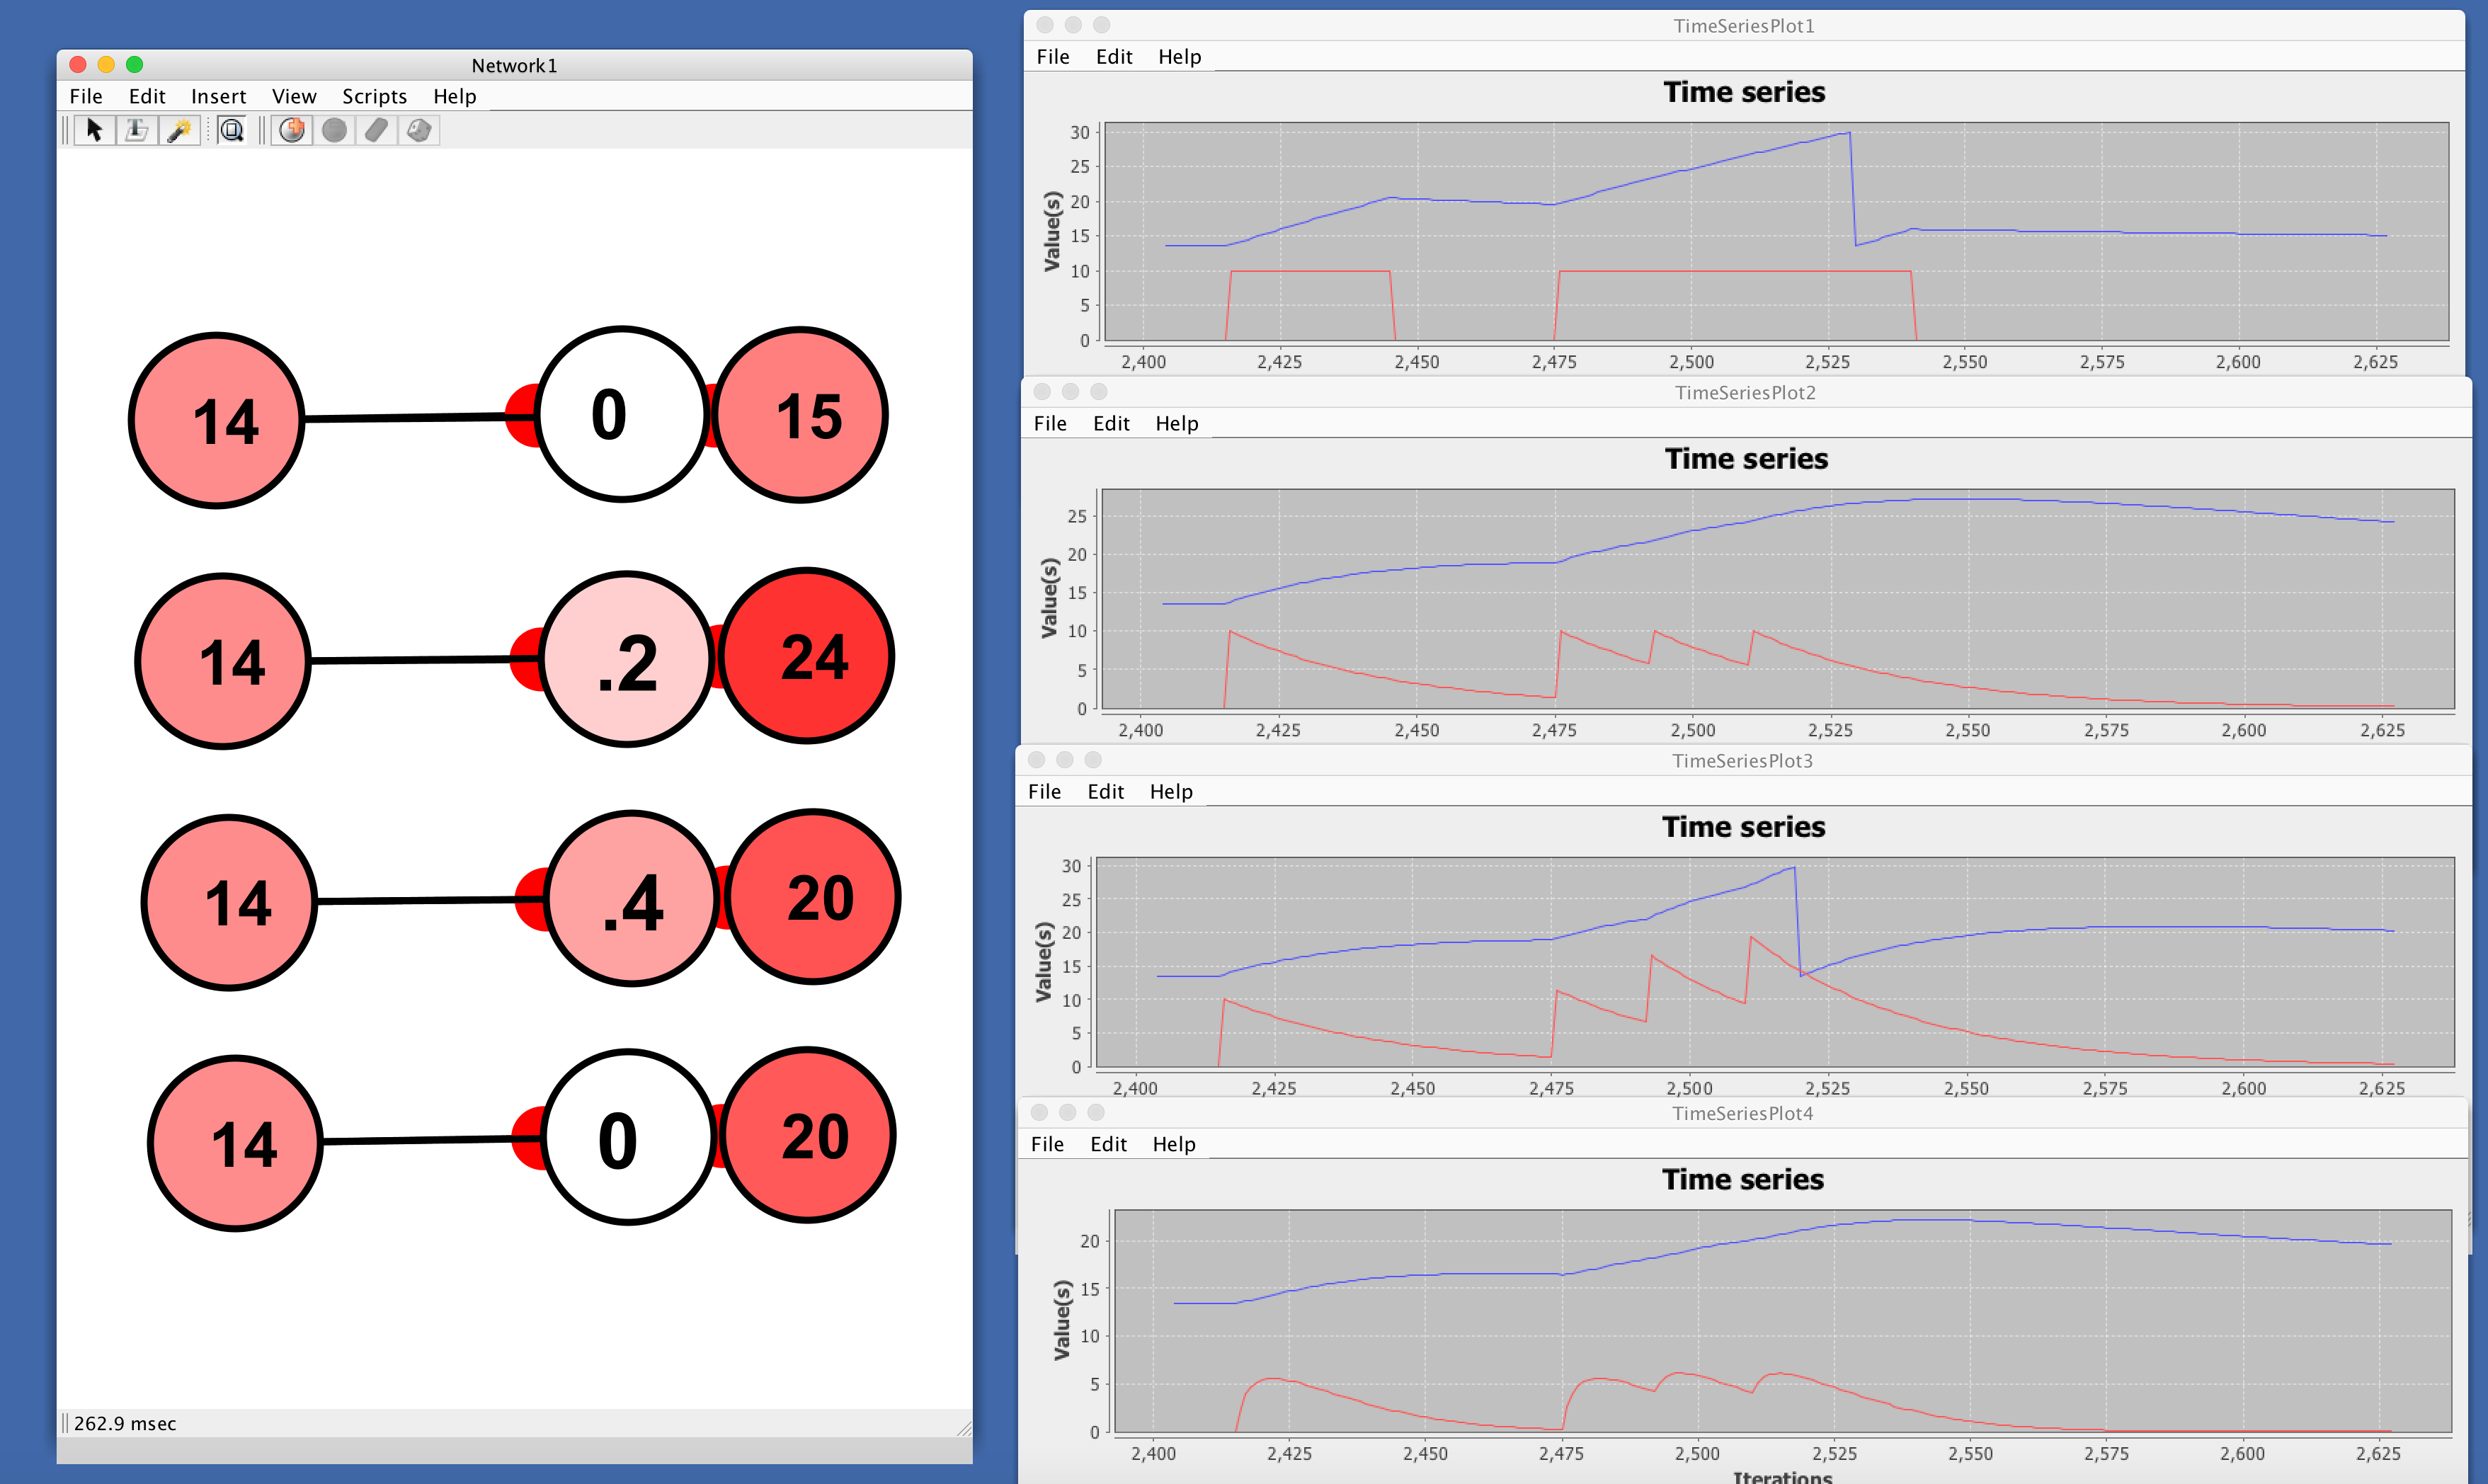 Network1
File Edit Insert View Scripts Help
14 0 15
14 .2 24
14 .4 20
14 0 20
262.9 msec
TimeSeriesPlot1
File Edit Help
Time series
Value(s)
30
25
20
15
10
5
0
2,400 2,425 2,450 2,475 2,500 2,525 2,550 2,575 2,600 2,625
TimeSeriesPlot2
File Edit Help
Time series
Value(s)
25
20
15
10
5
0
2,400 2,425 2,450 2,475 2,500 2,525 2,550 2,575 2,600 2,625
TimeSeriesPlot3
File Edit Help
Time series
Value(s)
30
25
20
15
10
5
0
2,400 2,425 2,450 2,475 2,500 2,525 2,550 2,575 2,600 2,625
TimeSeriesPlot4
File Edit Help
Time series
Value(s)
20
15
10
5
0
2,400 2,425 2,450 2,475 2,500 2,525 2,550 2,575 2,600 2,625
Iterations